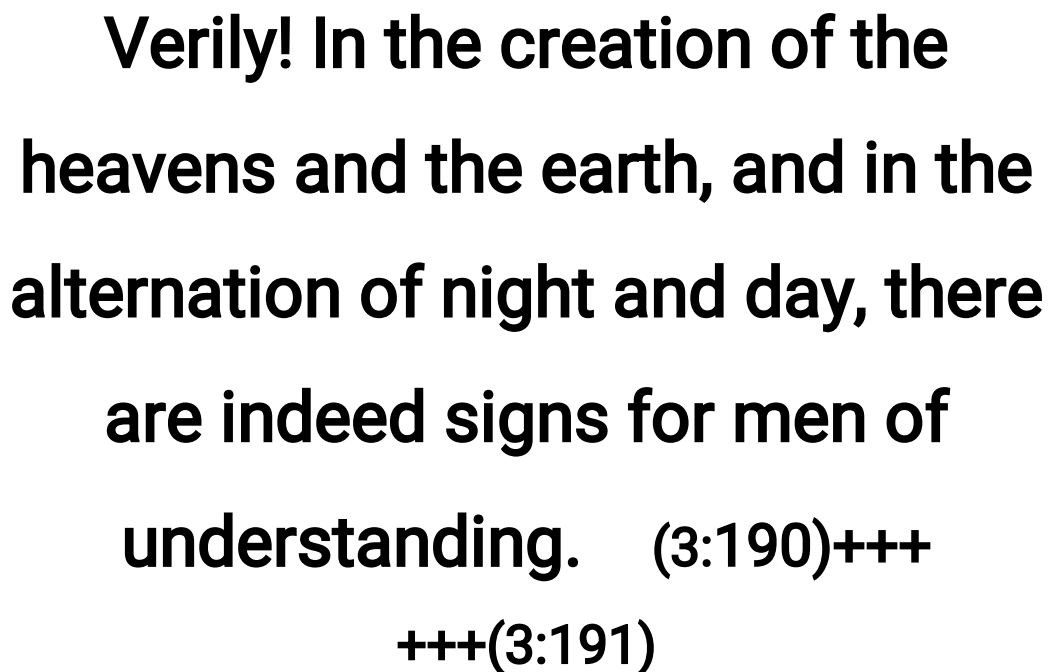 Verily! In the creation of the
heavens and the earth, and in the
alternation of night and day, there
are indeed signs for men of
understanding. (3:190)+++
+++(3:191)